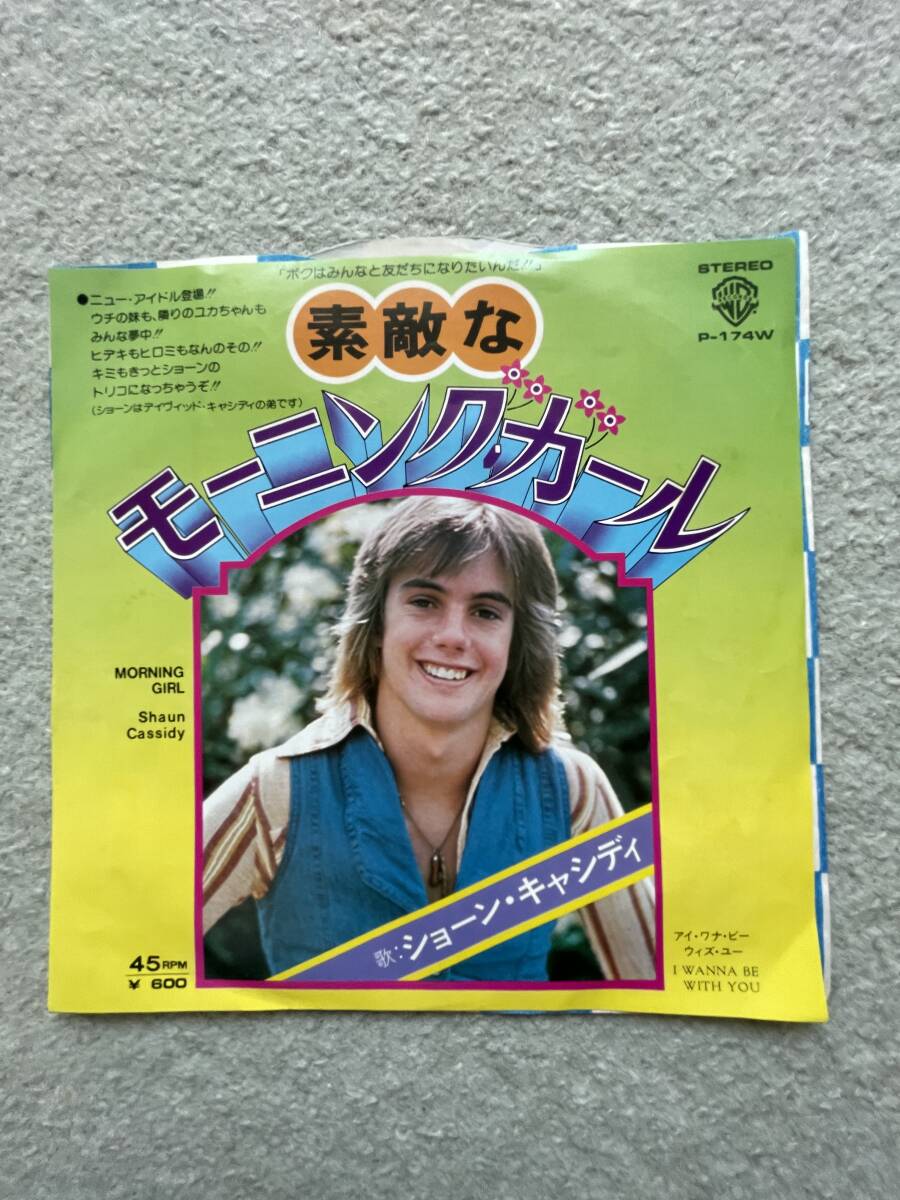 「ボクはみんなと友だちになりたいんだ!!」
●ニュー・アイドル登場!!
ウチの妹も、隣りのユカちゃんも
みんな夢中!!
ヒデキもヒロミもなんのその!!
キミもきっとショーンの
トリコになっちゃうぞ!!
(ショーンはデイヴィッド・キャシディの弟です)
STEREO
WB
RECORDS
P-174W
素敵な
モーニング・ガール
MORNING
GIRL
Shaun
Cassidy
歌:ショーン・キャシディ
45RPM
¥ 600
アイ・ワナ・ビー
ウィズ・ユー
I WANNA BE
WITH YOU